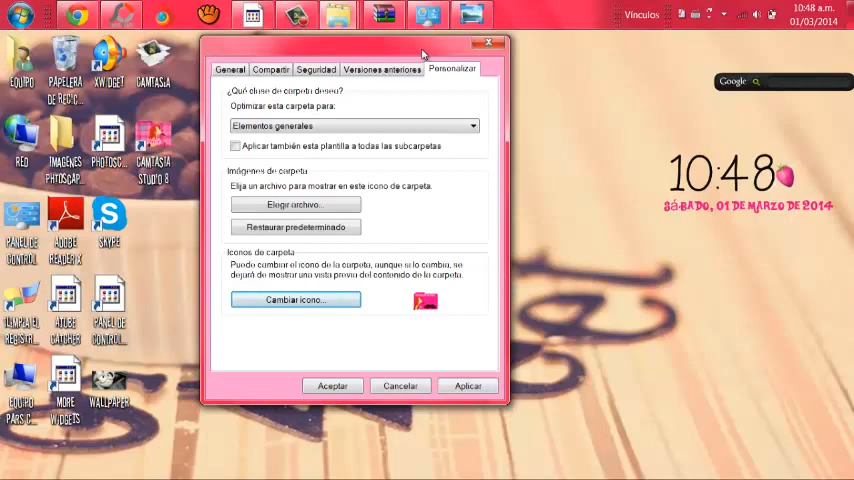 Vínculos
10:48 a.m.
01/03/2014
EQUIPO
PAPELERA
DE RECIC...
XWIDGET
CAMTASIA
Google
General
Compartir
Seguridad
Versiones anteriores
Personalizar
¿Qué clase de carpeta desea?
Optimizar esta carpeta para:
Elementos generales
Aplicar también esta plantilla a todas las subcarpetas
Imágenes de carpeta
Elija un archivo para mostrar en este icono de carpeta.
Elegir archivo...
Restaurar predeterminado
Iconos de carpeta
Puede cambiar el icono de la carpeta, aunque si lo cambia, se
dejará de mostrar una vista previa del contenido de la carpeta.
Cambiar icono...
Aceptar
Cancelar
Aplicar
RED
IMAGENES
PHTOSCAP...
PHOTOSC...
CAMTASIA
STUDIO 8
10:48
SÁBADO, 01 DE MARZO DE 2014
PANEL DE
CONTROL
ADOBE
READER X
SKYPE
LIMPIA EL
REGISTR...
ATUBE
CATCHER
PANEL DE
CONTROL...
EQUIPO
PARS C...
MORE
WIDGETS
WALLPAPER